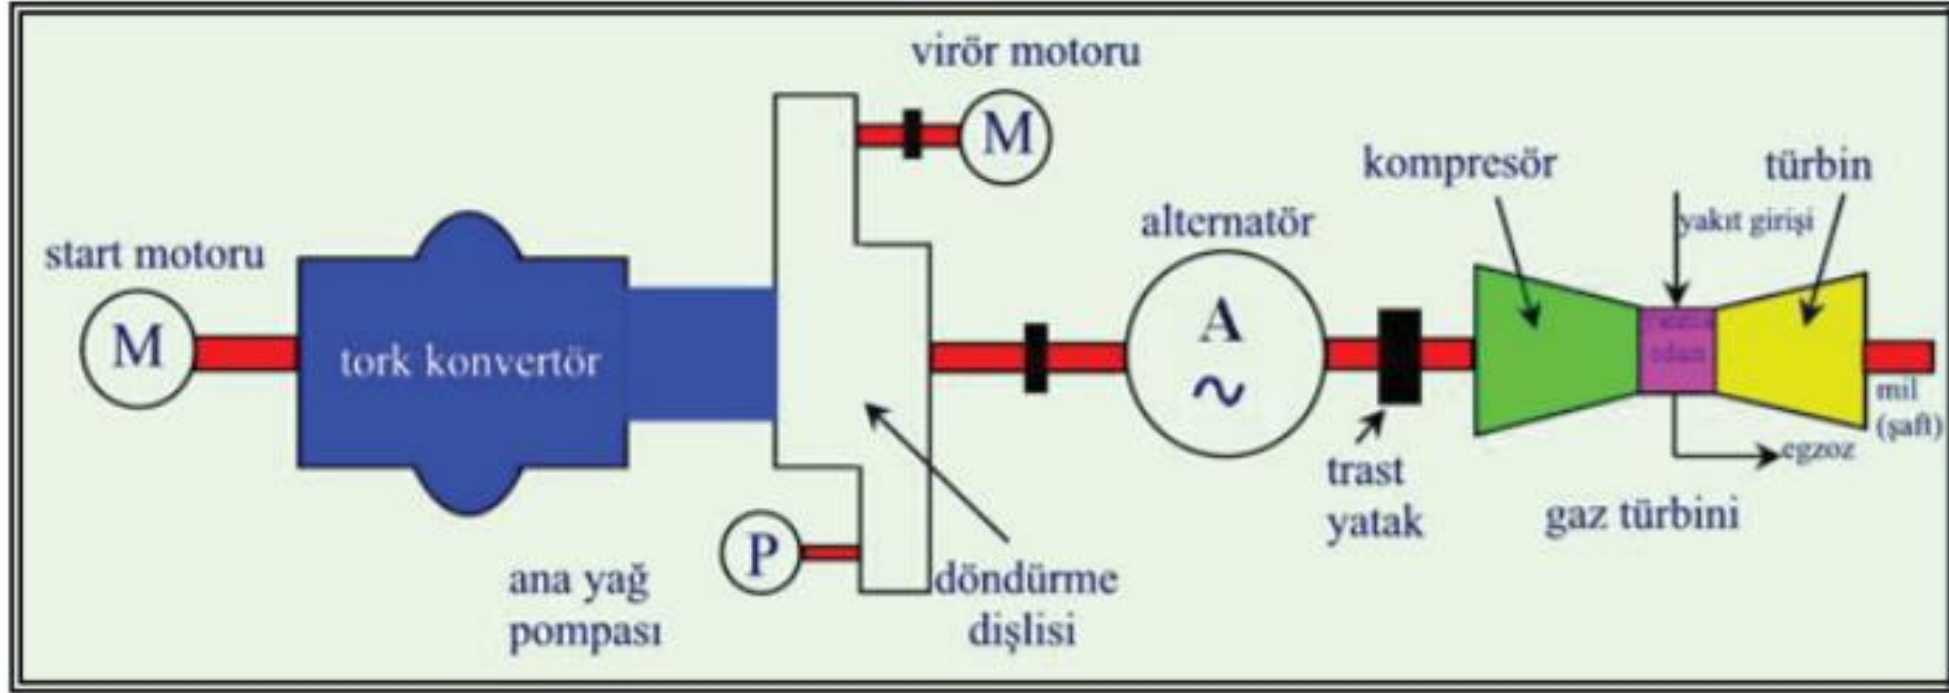 virör motoru
M
kompresör
türbin
alternatör
yakıt girişi
start motoru
M
A
tork konvertör
mil
(şaft)
egzoz
trast
yatak
gaz türbini
P
ana yağ
pompası
döndürme
dişlisi